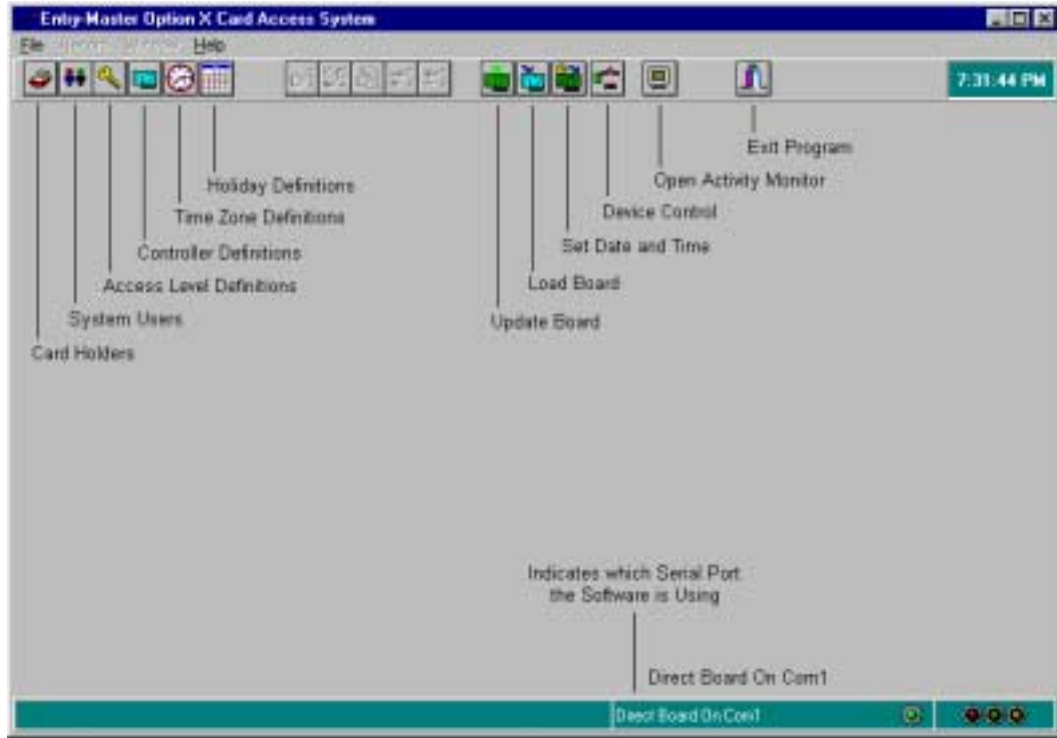 Entry-Master Option X Card Access System
File Help
7:31:44 PM
Exit Program
Open Activity Monitor
Holiday Definitions
Device Control
Time Zone Definitions
Set Date and Time
Controller Definitions
Load Board
Access Level Definitions
Update Board
System Users
Card Holders
Indicates which Serial Port
the Software is Using
Direct Board On Com1
Direct Board On Com1